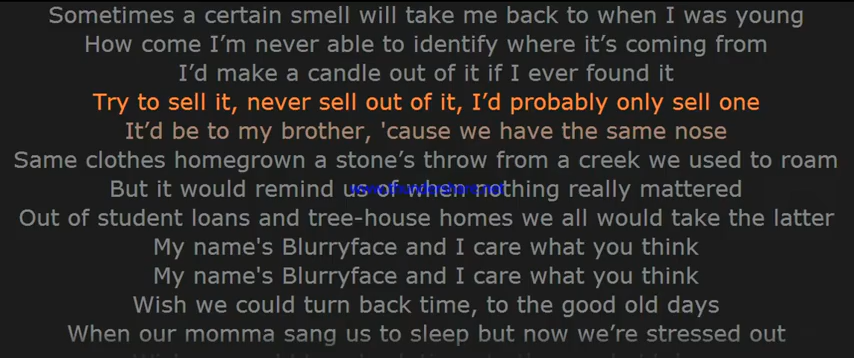 Sometimes a certain smell will take me back to when I was young
How come I’m never able to identify where it’s coming from
I’d make a candle out of it if I ever found it
Try to sell it, never sell out of it, I’d probably only sell one
It’d be to my brother, 'cause we have the same nose
Same clothes homegrown a stone’s throw from a creek we used to roam
But it would remind us of when nothing really mattered
www.thundershare.net
Out of student loans and tree-house homes we all would take the latter
My name's Blurryface and I care what you think
My name's Blurryface and I care what you think
Wish we could turn back time, to the good old days
When our momma sang us to sleep but now we’re stressed out